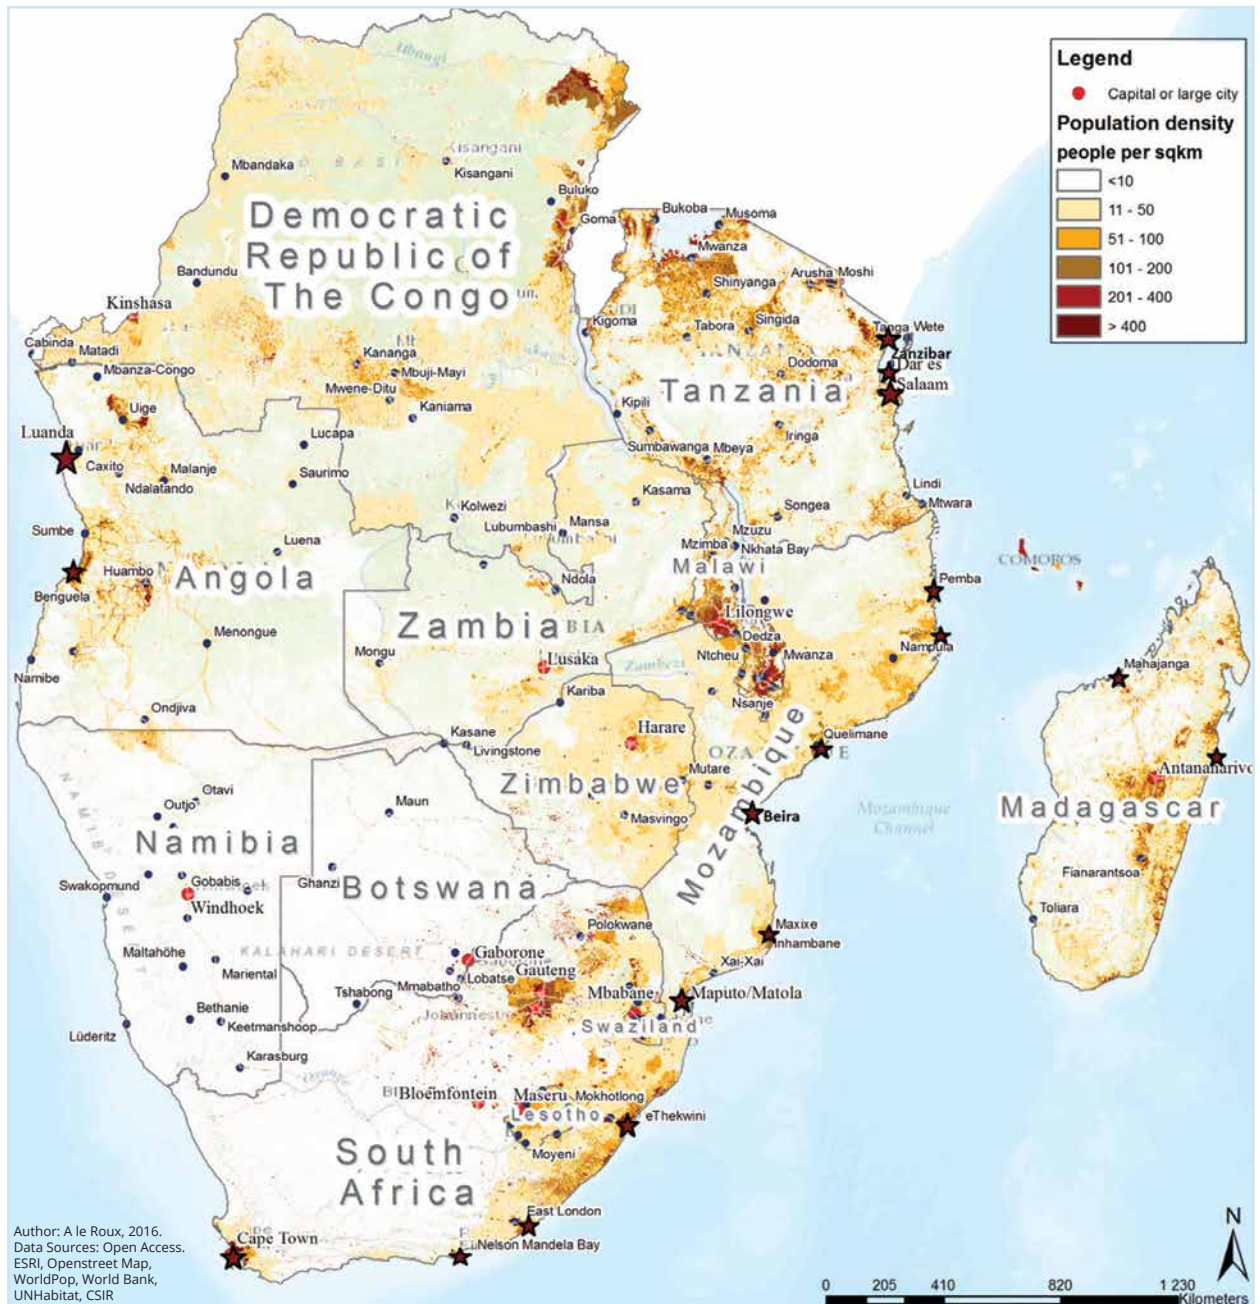 Legend
Capital or large city
Population density
people per sqkm
<10
11 - 50
51 - 100
101 - 200
201 - 400
> 400
Ubangi
Kisangani
Kisangani
Mbandaka
Buluko
Goma
Democratic
Republic of
The Congo
Bukoba
Musoma
Mwanza
Bandundu
Shinyanga
Arusha
Moshi
Kinshasa
Kigoma
Tabora
Singida
Tanga
Wete
Zanzibar
Dar es
Salaam
Cabinda
Matadi
Mbanza-Congo
Kananga
Mbuji-Mayi
Mwene-Ditu
Kaniama
Dodoma
Tanzania
Kipili
Uige
Luanda
Lucapa
Sumbawanga
Mbeya
Iringa
Caxito
Malanje
Ndalatando
Saurimo
Kasama
Lindi
Mtwara
Songea
Kolwezi
Lubumbashi
Mansa
Sumbe
Luena
Mzuzu
Mzimba
Nkhata Bay
COMOROS
Huambo
Angola
Malawi
Pemba
Benguela
Ndola
Lilongwe
Zambia
BIA
Menongue
Mongu
Lusaka
Zambezi
Dedza
Ntcheu
Mwanza
Nampula
Mahajanga
Namibe
Kariba
Nsanje
Ondjiva
Kasane
Livingstone
Harare
Quelimane
Zimbabwe
Mutare
Mozambique
Antananarivo
Otavi
Outjo
Maun
Masvingo
Beira
Mozambique
Channel
Madagascar
Namibia
NAMIB DESERT
Fianarantsoa
Swakopmund
Gobabis
Ghanzi
Botswana
Windhoek
Toliara
Polokwane
Maxixe
Inhambane
Maltahöhe
KALAHARI DESERT
Gaborone
Gauteng
Xai-Xai
Mariental
Lobatse
Mmabatho
Mbabane
Maputo/Matola
Tshabong
Bethanie
Keetmanshoop
Swaziland
Lüderitz
Karasburg
Orange
Bloemfontein
Maseru
Mokhotlong
Lesotho
eThekwini
Moyeni
South
Africa
East London
Nelson Mandela Bay
Cape Town
Author: A le Roux, 2016.
Data Sources: Open Access.
ESRI, Openstreet Map,
WorldPop, World Bank,
UNHabitat, CSIR
N
0 205 410 820 1 230
Kilometers